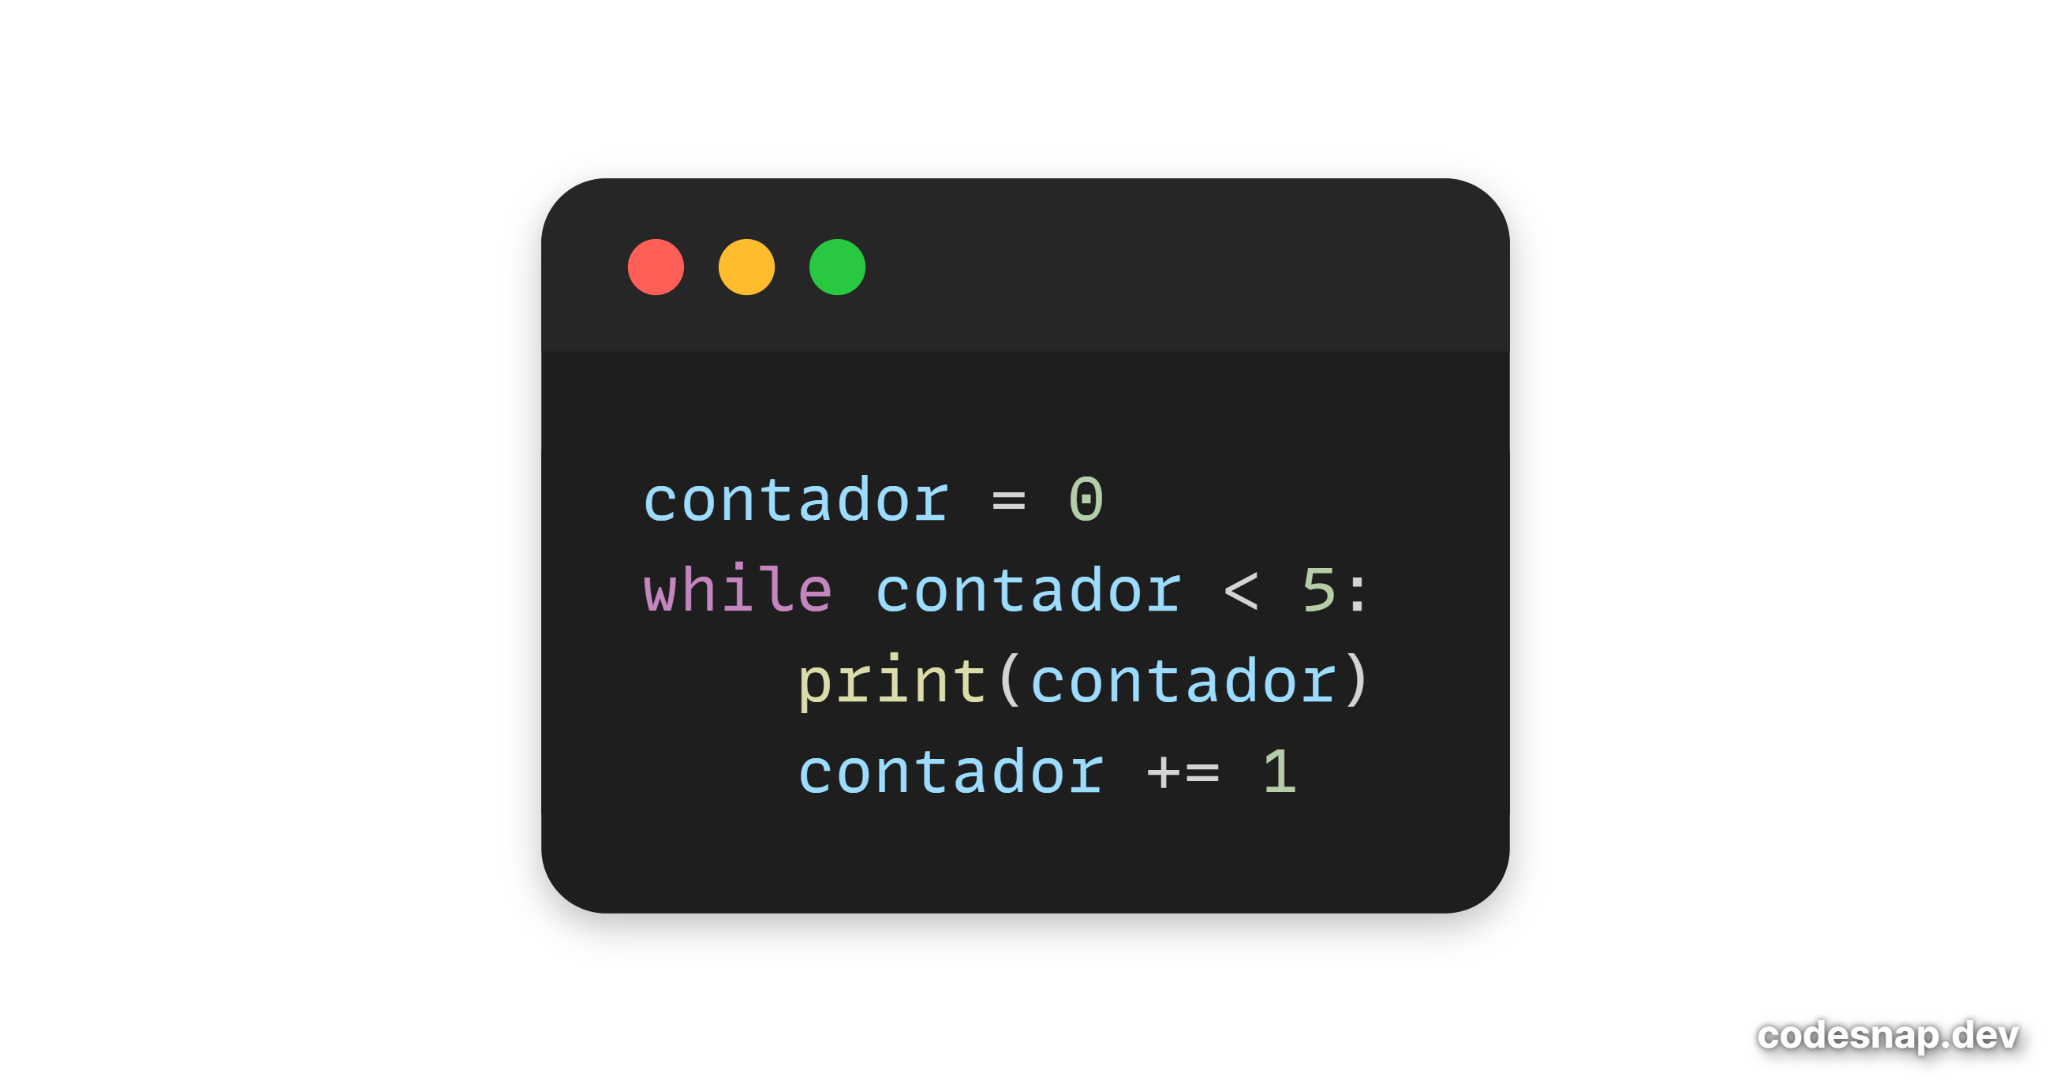 contador = 0
while contador < 5:
    print(contador)
    contador += 1
codesnap.dev